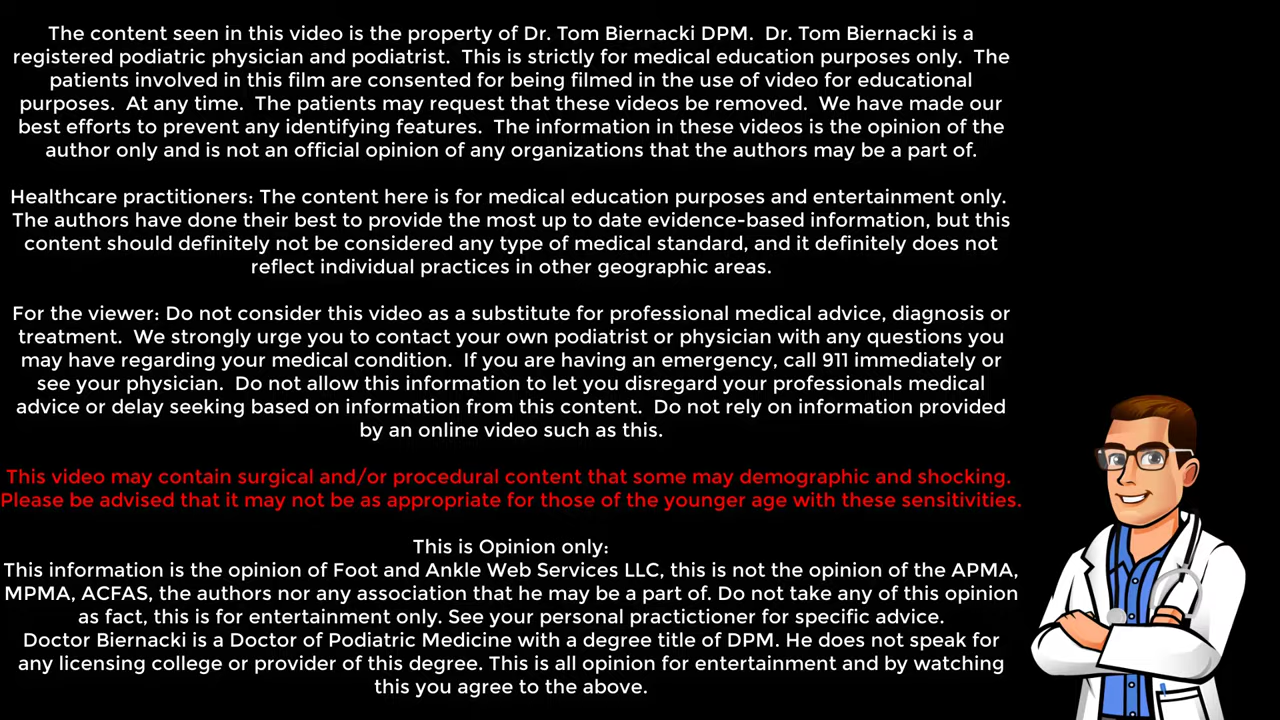 The content seen in this video is the property of Dr. Tom Biernacki DPM.  Dr. Tom Biernacki is a
registered podiatric physician and podiatrist.  This is strictly for medical education purposes only.  The
patients involved in this film are consented for being filmed in the use of video for educational
purposes.  At any time.  The patients may request that these videos be removed.  We have made our
best efforts to prevent any identifying features.  The information in these videos is the opinion of the
author only and is not an official opinion of any organizations that the authors may be a part of.
Healthcare practitioners: The content here is for medical education purposes and entertainment only.
The authors have done their best to provide the most up to date evidence-based information, but this
content should definitely not be considered any type of medical standard, and it definitely does not
reflect individual practices in other geographic areas.
For the viewer: Do not consider this video as a substitute for professional medical advice, diagnosis or
treatment.  We strongly urge you to contact your own podiatrist or physician with any questions you
may have regarding your medical condition.  If you are having an emergency, call 911 immediately or
see your physician.  Do not allow this information to let you disregard your professionals medical
advice or delay seeking based on information from this content.  Do not rely on information provided
by an online video such as this.
This video may contain surgical and/or procedural content that some may demographic and shocking.
Please be advised that it may not be as appropriate for those of the younger age with these sensitivities.
This is Opinion only:
This information is the opinion of Foot and Ankle Web Services LLC, this is not the opinion of the APMA,
MPMA, ACFAS, the authors nor any association that he may be a part of. Do not take any of this opinion
as fact, this is for entertainment only. See your personal practictioner for specific advice.
Doctor Biernacki is a Doctor of Podiatric Medicine with a degree title of DPM. He does not speak for
any licensing college or provider of this degree. This is all opinion for entertainment and by watching
this you agree to the above.